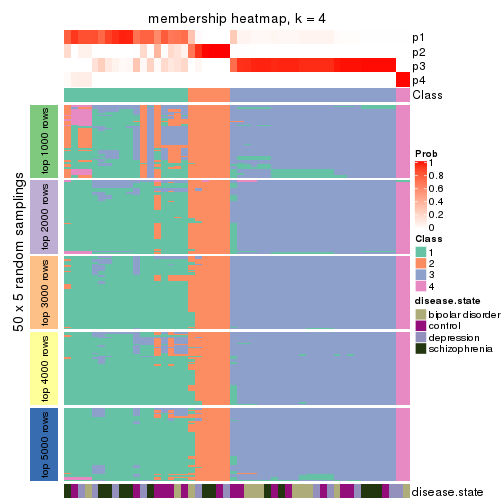 membership heatmap, k = 4
p1
p2
p3
p4
Class
50 x 5 random samplings
top 1000 rows
top 2000 rows
top 3000 rows
top 4000 rows
top 5000 rows
Prob
1
0.8
0.6
0.4
0.2
0
Class
1
2
3
4
disease.state
bipolar disorder
control
depression
schizophrenia
disease.state